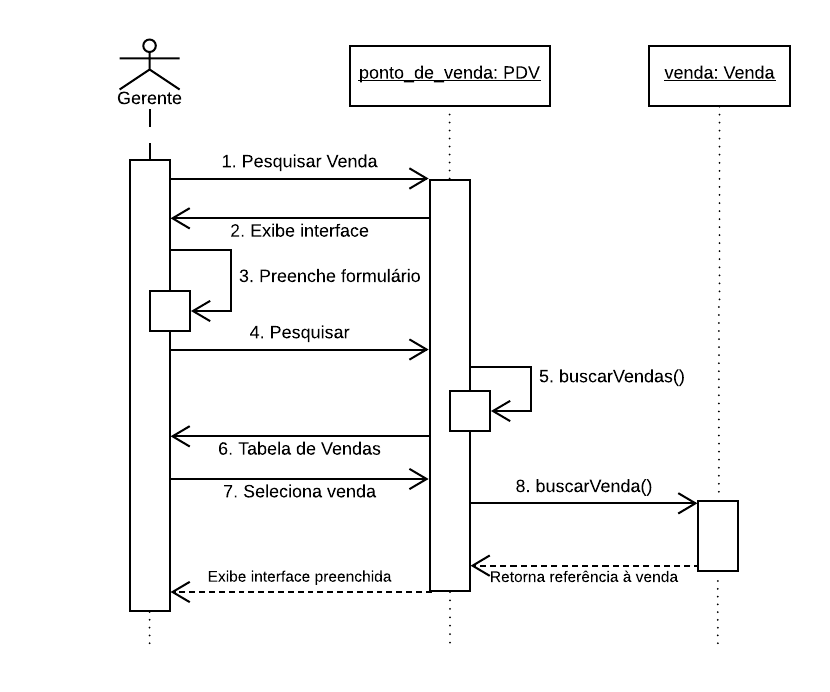 Gerente
ponto_de_venda: PDV
venda: Venda
1. Pesquisar Venda
2. Exibe interface
3. Preenche formulário
4. Pesquisar
5. buscarVendas()
6. Tabela de Vendas
7. Seleciona venda
8. buscarVenda()
Retorna referência à venda
Exibe interface preenchida